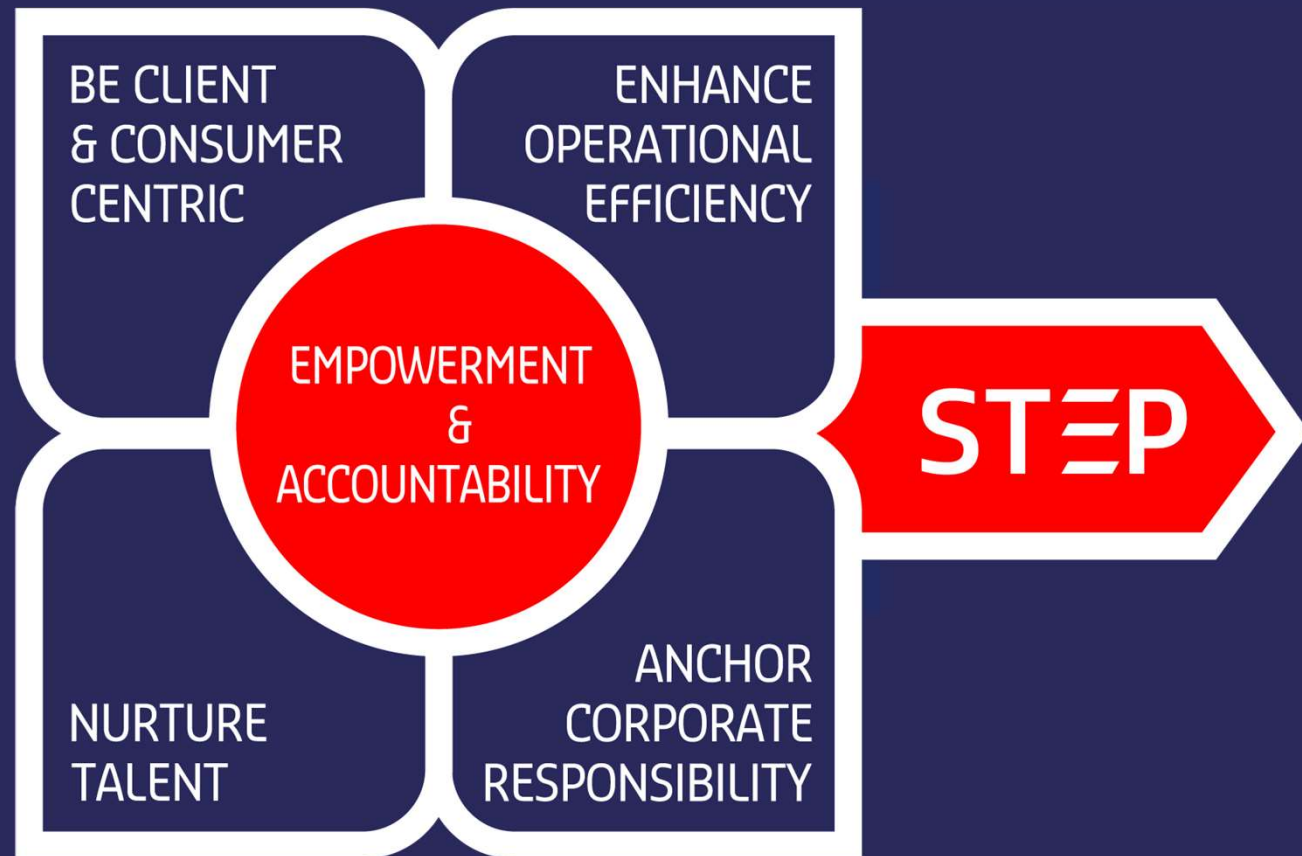 BE CLIENT
& CONSUMER
CENTRIC
ENHANCE
OPERATIONAL
EFFICIENCY
EMPOWERMENT
&
ACCOUNTABILITY
STEP
NURTURE
TALENT
ANCHOR
CORPORATE
RESPONSIBILITY